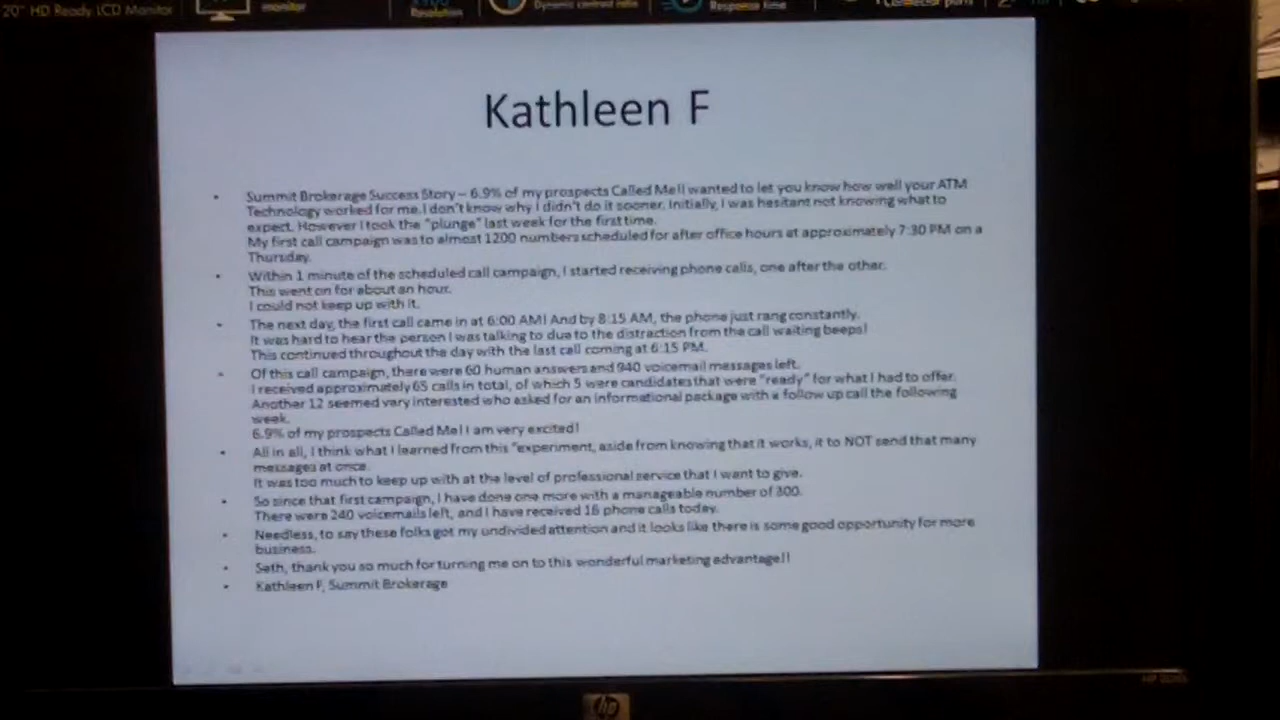 20" HD Ready LCD Monitor
monitor
Resolution
Dynamic contrast ratio
Response time
Kathleen F
• Summit Brokerage Success Story – 6.9% of my prospects Called Me!I wanted to let you know how well your ATM
Technology worked for me.I don't know why I didn't do it sooner. Initially, I was hesitant not knowing what to
expect. However I took the "plunge" last week for the first time.
My first call campaign was to almost 1200 numbers scheduled for after office hours at approximately 7:30 PM on a
Thursday.
• Within 1 minute of the scheduled call campaign, I started receiving phone calls, one after the other.
This went on for about an hour.
I could not keep up with it.
• The next day, the first call came in at 6:00 AM! And by 8:15 AM, the phone just rang constantly.
It was hard to hear the person I was talking to due to the distraction from the call waiting beeps!
This continued throughout the day with the last call coming at 6:15 PM.
• Of this call campaign, there were 60 human answers and 940 voicemail messages left.
I received approximately 65 calls in total, of which 5 were candidates that were "ready" for what I had to offer.
Another 12 seemed very interested who asked for an informational package with a follow up call the following
week.
6.9% of my prospects Called Me! I am very excited!
• All in all, I think what I learned from this "experiment, aside from knowing that it works, it to NOT send that many
messages at once.
It was too much to keep up with at the level of professional service that I want to give.
• So since that first campaign, I have done one more with a manageable number of 300.
There were 240 voicemails left, and I have received 16 phone calls today.
• Needless, to say these folks got my undivided attention and it looks like there is some good opportunity for more
business.
• Seth, thank you so much for turning me on to this wonderful marketing advantage!!
• Kathleen F, Summit Brokerage
hp